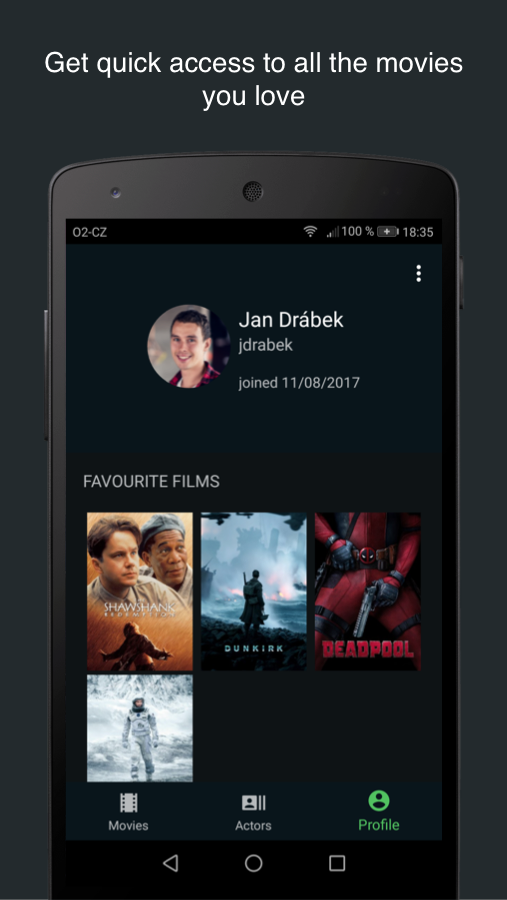 Get quick access to all the movies
you love
O2-CZ 100 % 18:35
Jan Drábek
jdrabek
joined 11/08/2017
FAVOURITE FILMS
SHAWSHANK
REDEMPTION
DUNKIRK
DEADPOOL
Movies Actors Profile